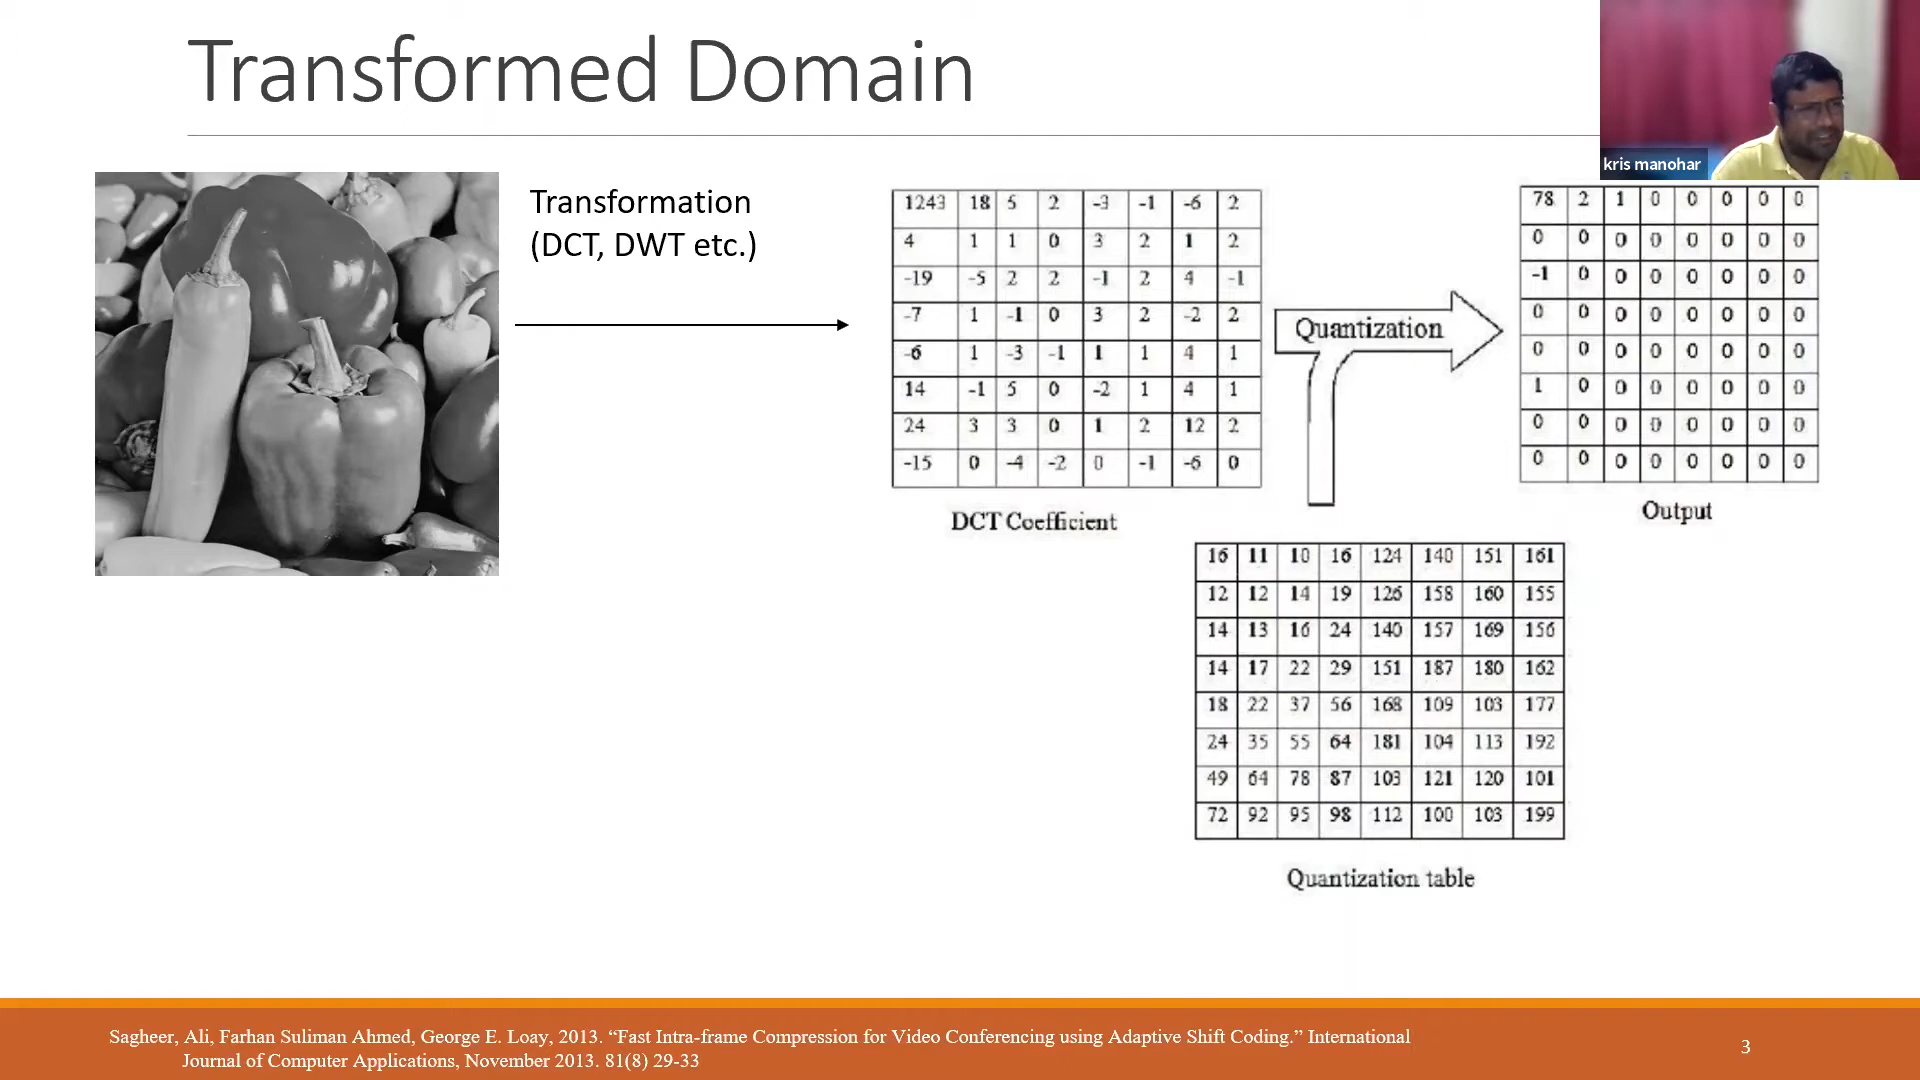 Transformed Domain
kris manohar
Transformation
(DCT, DWT etc.)
1243 18 5 2 -3 -1 -6 2
4 1 1 0 3 2 1 2
-19 -5 2 2 -1 2 4 -1
-7 1 -1 0 3 2 -2 2
-6 1 -3 -1 1 1 4 1
14 -1 5 0 -2 1 4 1
24 3 3 0 1 2 12 2
-15 0 -4 -2 0 -1 -6 0
DCT Coefficient
Quantization
78 2 1 0 0 0 0 0
0 0 0 0 0 0 0 0
-1 0 0 0 0 0 0 0
0 0 0 0 0 0 0 0
0 0 0 0 0 0 0 0
1 0 0 0 0 0 0 0
0 0 0 0 0 0 0 0
0 0 0 0 0 0 0 0
Output
16 11 10 16 124 140 151 161
12 12 14 19 126 158 160 155
14 13 16 24 140 157 169 156
14 17 22 29 151 187 180 162
18 22 37 56 168 109 103 177
24 35 55 64 181 104 113 192
49 64 78 87 103 121 120 101
72 92 95 98 112 100 103 199
Quantization table
Sagheer, Ali, Farhan Suliman Ahmed, George E. Loay, 2013. “Fast Intra-frame Compression for Video Conferencing using Adaptive Shift Coding.” International
Journal of Computer Applications, November 2013. 81(8) 29-33
3